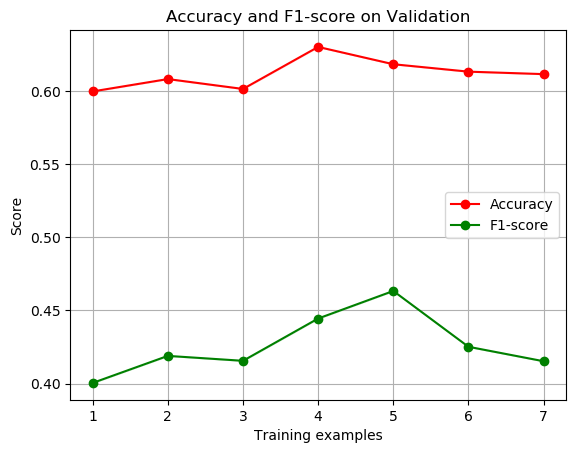 Accuracy and F1-score on Validation
Score
0.60
0.55
0.50
0.45
0.40
Accuracy
F1-score
1 2 3 4 5 6 7
Training examples